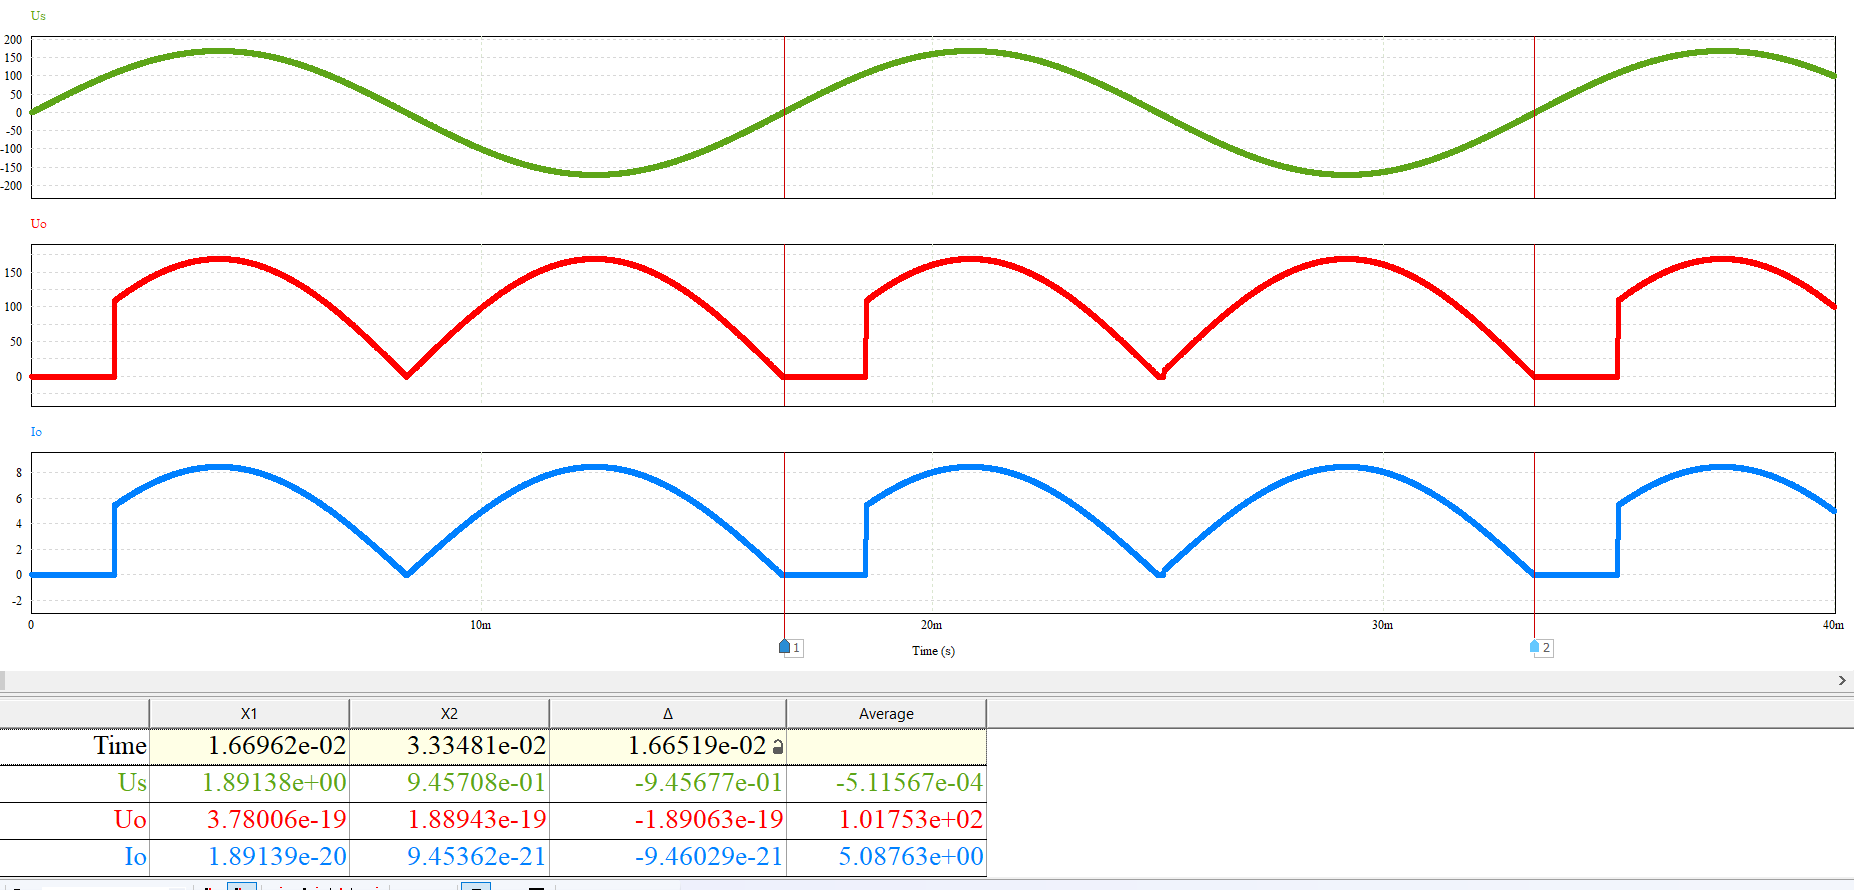 Us
200
150
100
50
0
-50
-100
-150
-200
Uo
150
100
50
0
Io
8
6
4
2
0
-2
0 10m 20m 30m 40m
1 2
Time (s)
X1 X2 Δ Average
Time 1.66962e-02 3.33481e-02 1.66519e-02
Us 1.89138e+00 9.45708e-01 -9.45677e-01 -5.11567e-04
Uo 3.78006e-19 1.88943e-19 -1.89063e-19 1.01753e+02
Io 1.89139e-20 9.45362e-21 -9.46029e-21 5.08763e+00